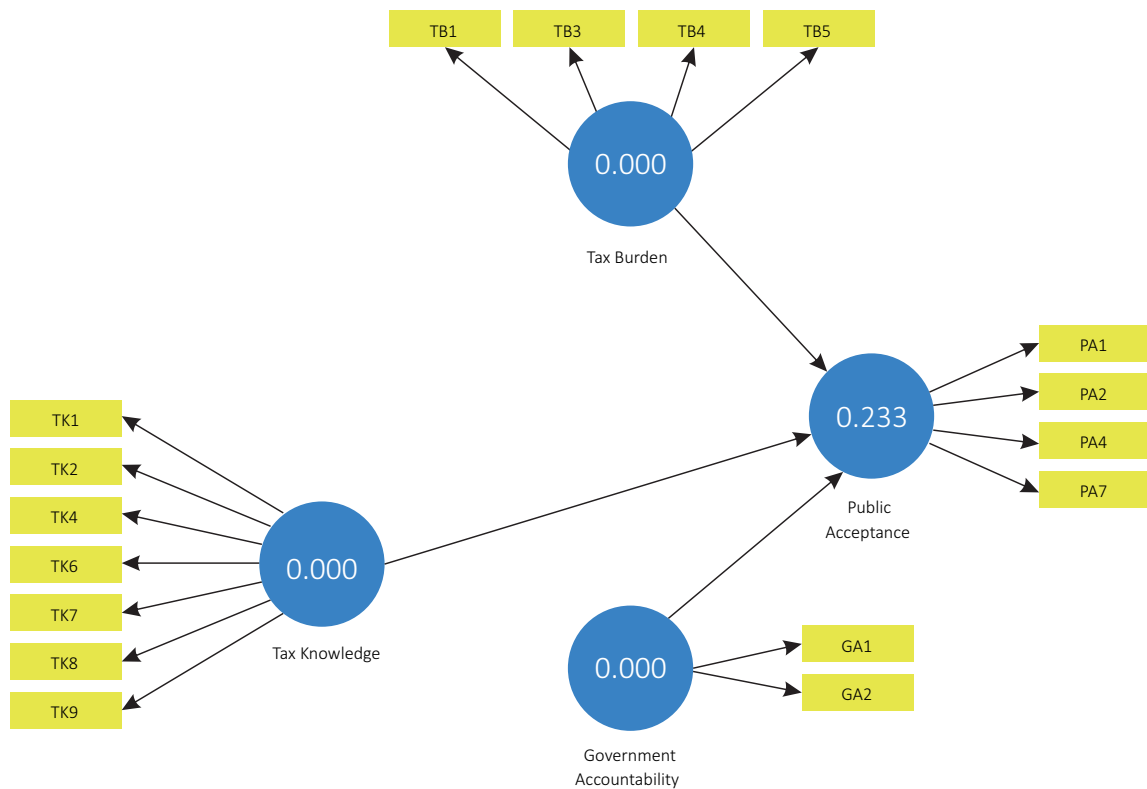 TB1
TB3
TB4
TB5
0.000
Tax Burden
0.233
Public
Acceptance
PA1
PA2
PA4
PA7
TK1
TK2
TK4
TK6
TK7
TK8
TK9
0.000
Tax Knowledge
0.000
Government
Accountability
GA1
GA2